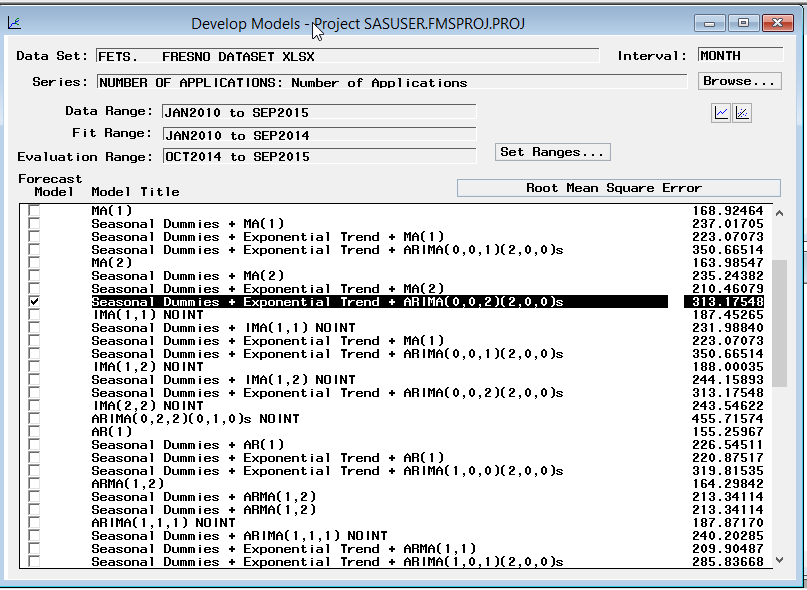 Develop Models - Project SASUSER.FMSPROJ.PROJ
Data Set: FETS. FRESNO DATASET XLSX Interval: MONTH
Series: NUMBER OF APPLICATIONS: Number of Applications Browse...
Data Range: JAN2010 to SEP2015
Fit Range: JAN2010 to SEP2014
Evaluation Range: OCT2014 to SEP2015 Set Ranges...
Forecast
Model Model Title Root Mean Square Error
MA(1) 168.92464
Seasonal Dummies + MA(1) 237.01705
Seasonal Dummies + Exponential Trend + MA(1) 223.07073
Seasonal Dummies + Exponential Trend + ARIMA(0,0,1)(2,0,0)s 350.66514
MA(2) 163.98547
Seasonal Dummies + MA(2) 235.24382
Seasonal Dummies + Exponential Trend + MA(2) 210.46079
Seasonal Dummies + Exponential Trend + ARIMA(0,0,2)(2,0,0)s 313.17548
IMA(1,1) NOINT 187.45265
Seasonal Dummies + IMA(1,1) NOINT 231.98840
Seasonal Dummies + Exponential Trend + MA(1) 223.07073
Seasonal Dummies + Exponential Trend + ARIMA(0,0,1)(2,0,0)s 350.66514
IMA(1,2) NOINT 188.00035
Seasonal Dummies + IMA(1,2) NOINT 244.15893
Seasonal Dummies + Exponential Trend + ARIMA(0,0,2)(2,0,0)s 313.17548
IMA(2,2) NOINT 243.54622
ARIMA(0,2,2)(0,1,0)s NOINT 455.71574
AR(1) 155.25967
Seasonal Dummies + AR(1) 226.54511
Seasonal Dummies + Exponential Trend + AR(1) 220.87517
Seasonal Dummies + Exponential Trend + ARIMA(1,0,0)(2,0,0)s 319.81535
ARMA(1,2) 164.29842
Seasonal Dummies + ARMA(1,2) 213.34114
Seasonal Dummies + ARMA(1,2) 213.34114
ARIMA(1,1,1) NOINT 187.87170
Seasonal Dummies + ARIMA(1,1,1) NOINT 240.20285
Seasonal Dummies + Exponential Trend + ARMA(1,1) 209.90487
Seasonal Dummies + Exponential Trend + ARIMA(1,0,1)(2,0,0)s 285.83668